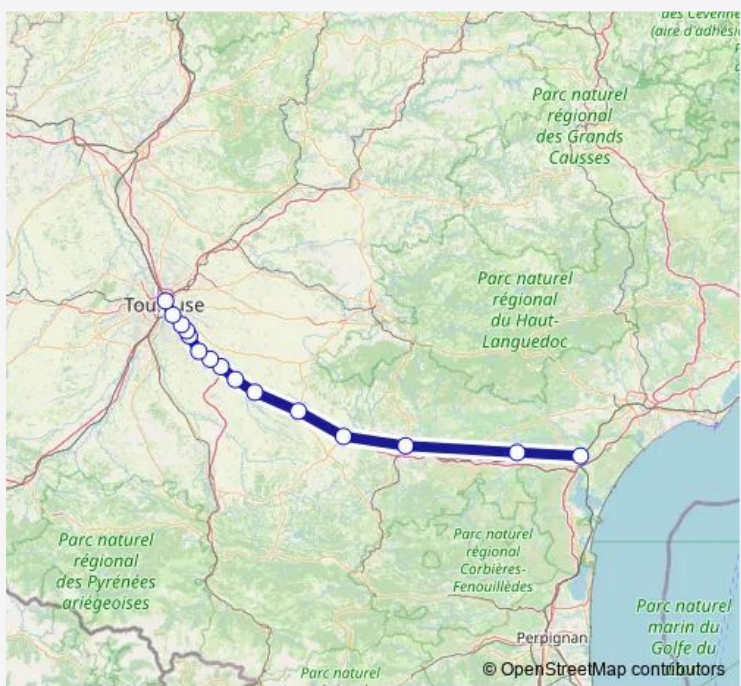 des Cévennes
(aire d'adhési
Parc naturel
régional
des Grands
Causses
Toulouse
Parc naturel
régional
du Haut-
Languedoc
Parc naturel
régional
des Pyrénées
ariégeoises
Parc naturel
régional
Corbières-
Fenouillèdes
Parc naturel
marin du
Golfe du
Perpignan
Parc naturel
© OpenStreetMap contributors